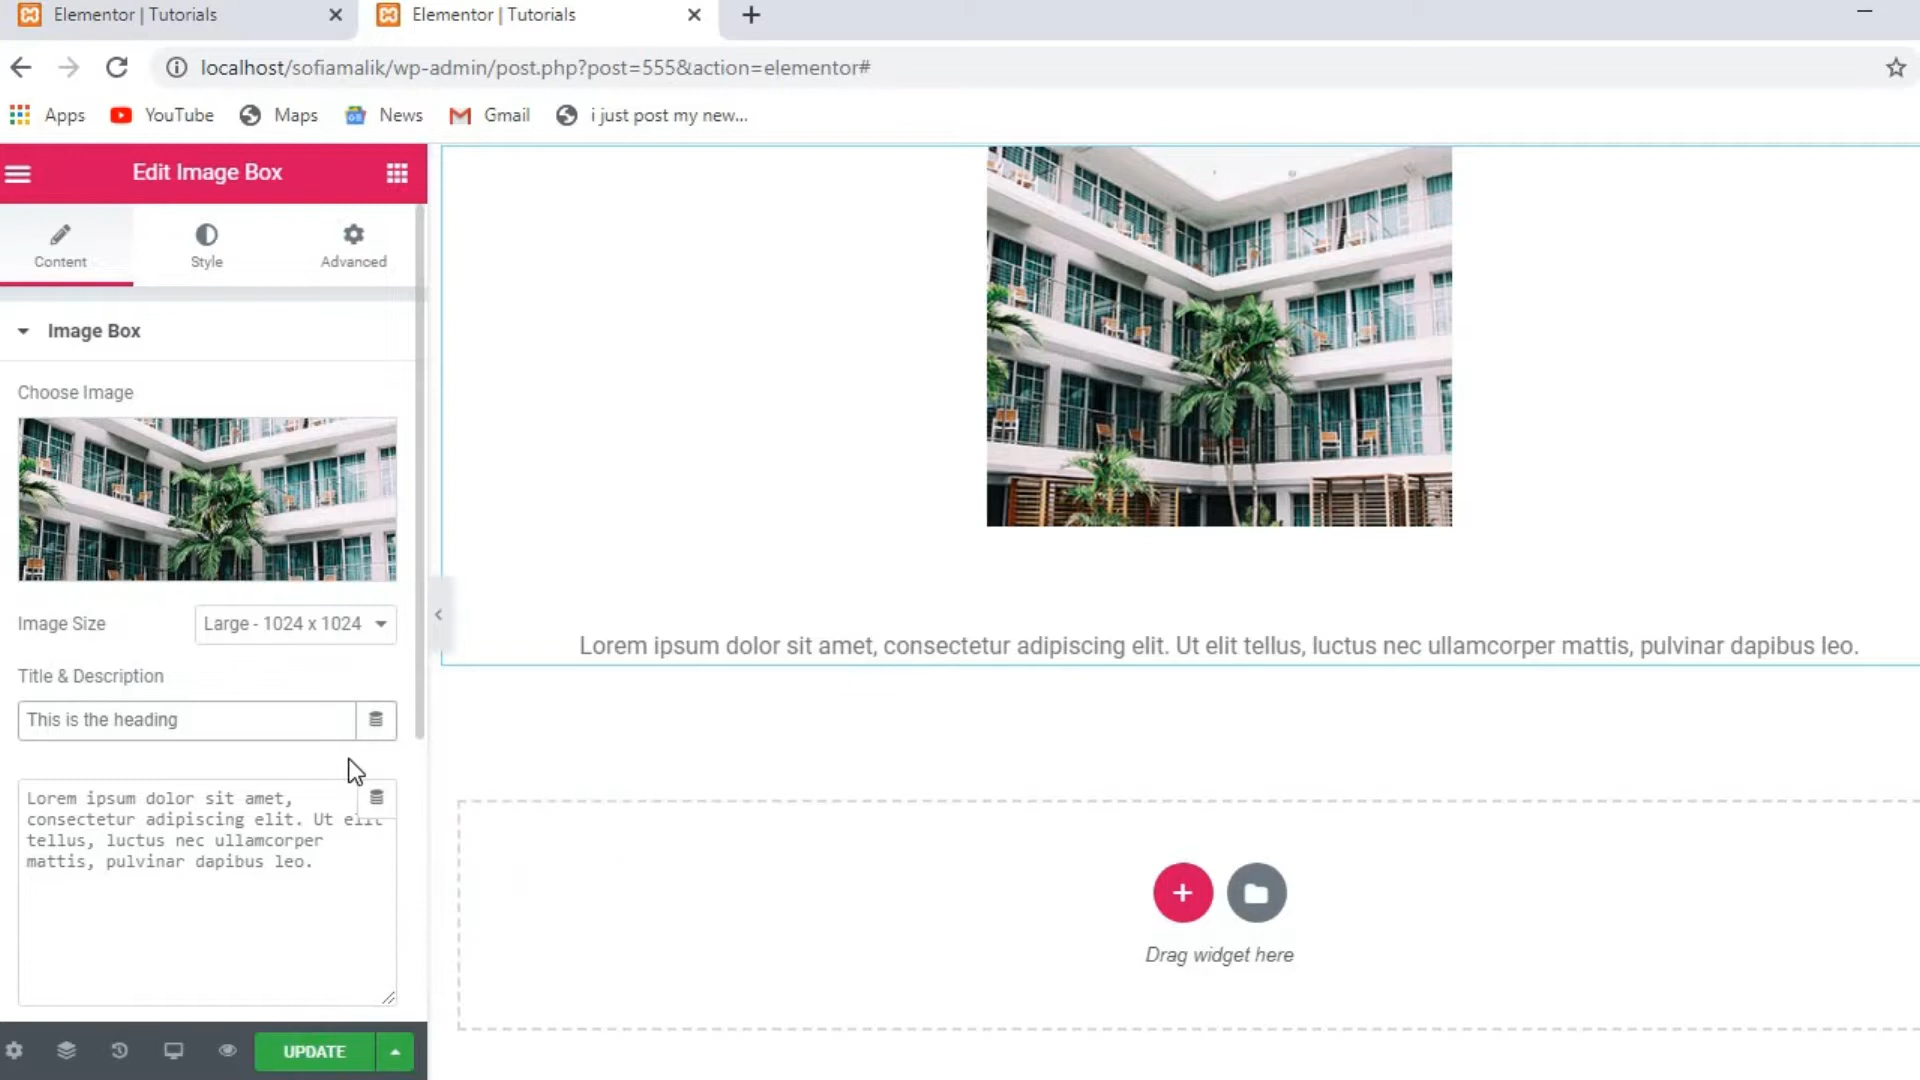 Elementor | Tutorials
Elementor | Tutorials
localhost/sofiamalik/wp-admin/post.php?post=555&action=elementor#
Apps YouTube Maps News Gmail i just post my new...
Edit Image Box
Content Style Advanced
Image Box
Choose Image
Image Size Large - 1024 x 1024
Title & Description
This is the heading
Lorem ipsum dolor sit amet,
consectetur adipiscing elit. Ut elit
tellus, luctus nec ullamcorper
mattis, pulvinar dapibus leo.
UPDATE
Lorem ipsum dolor sit amet, consectetur adipiscing elit. Ut elit tellus, luctus nec ullamcorper mattis, pulvinar dapibus leo.
Drag widget here